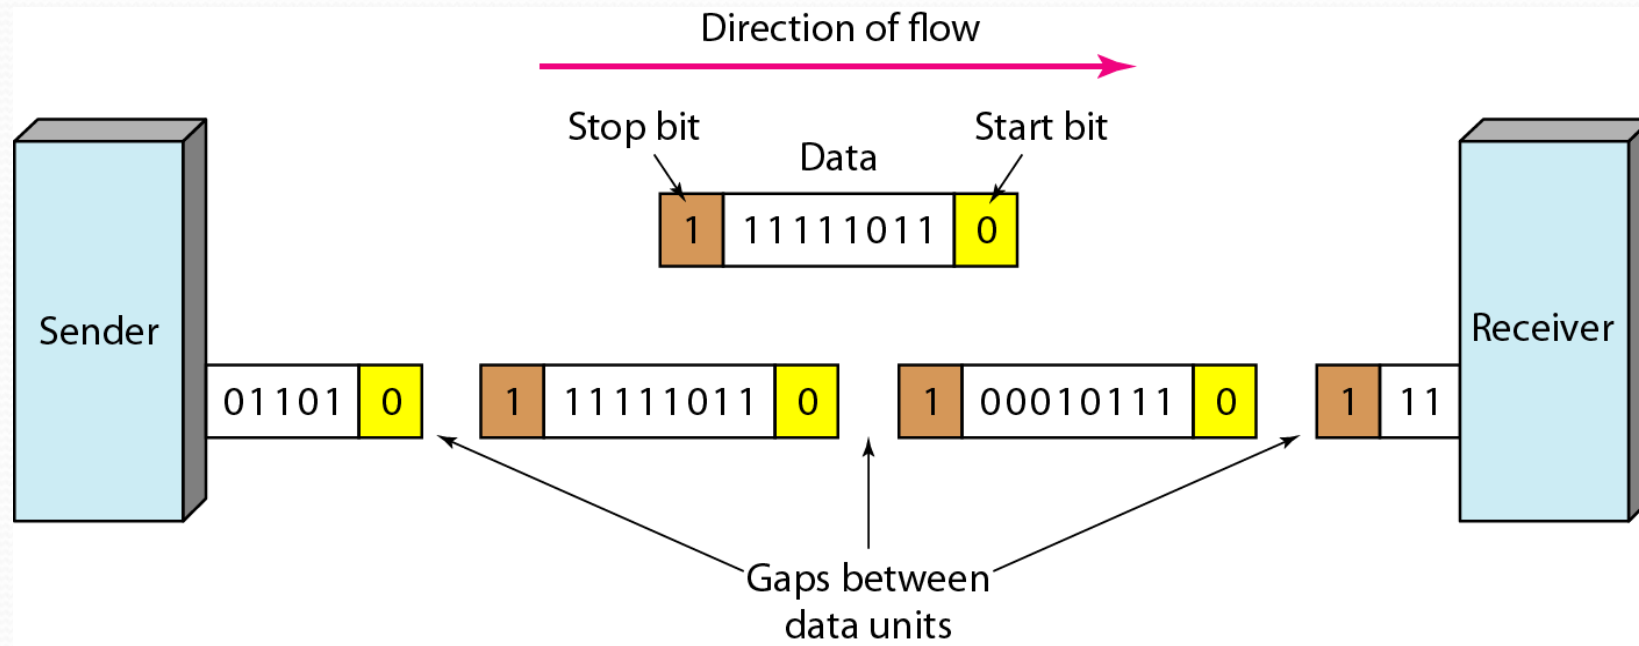 Direction of flow
Stop bit
Start bit
Data
1 11111011 0
Sender
Receiver
01101 0 1 11111011 0 1 00010111 0 1 11
Gaps between
data units